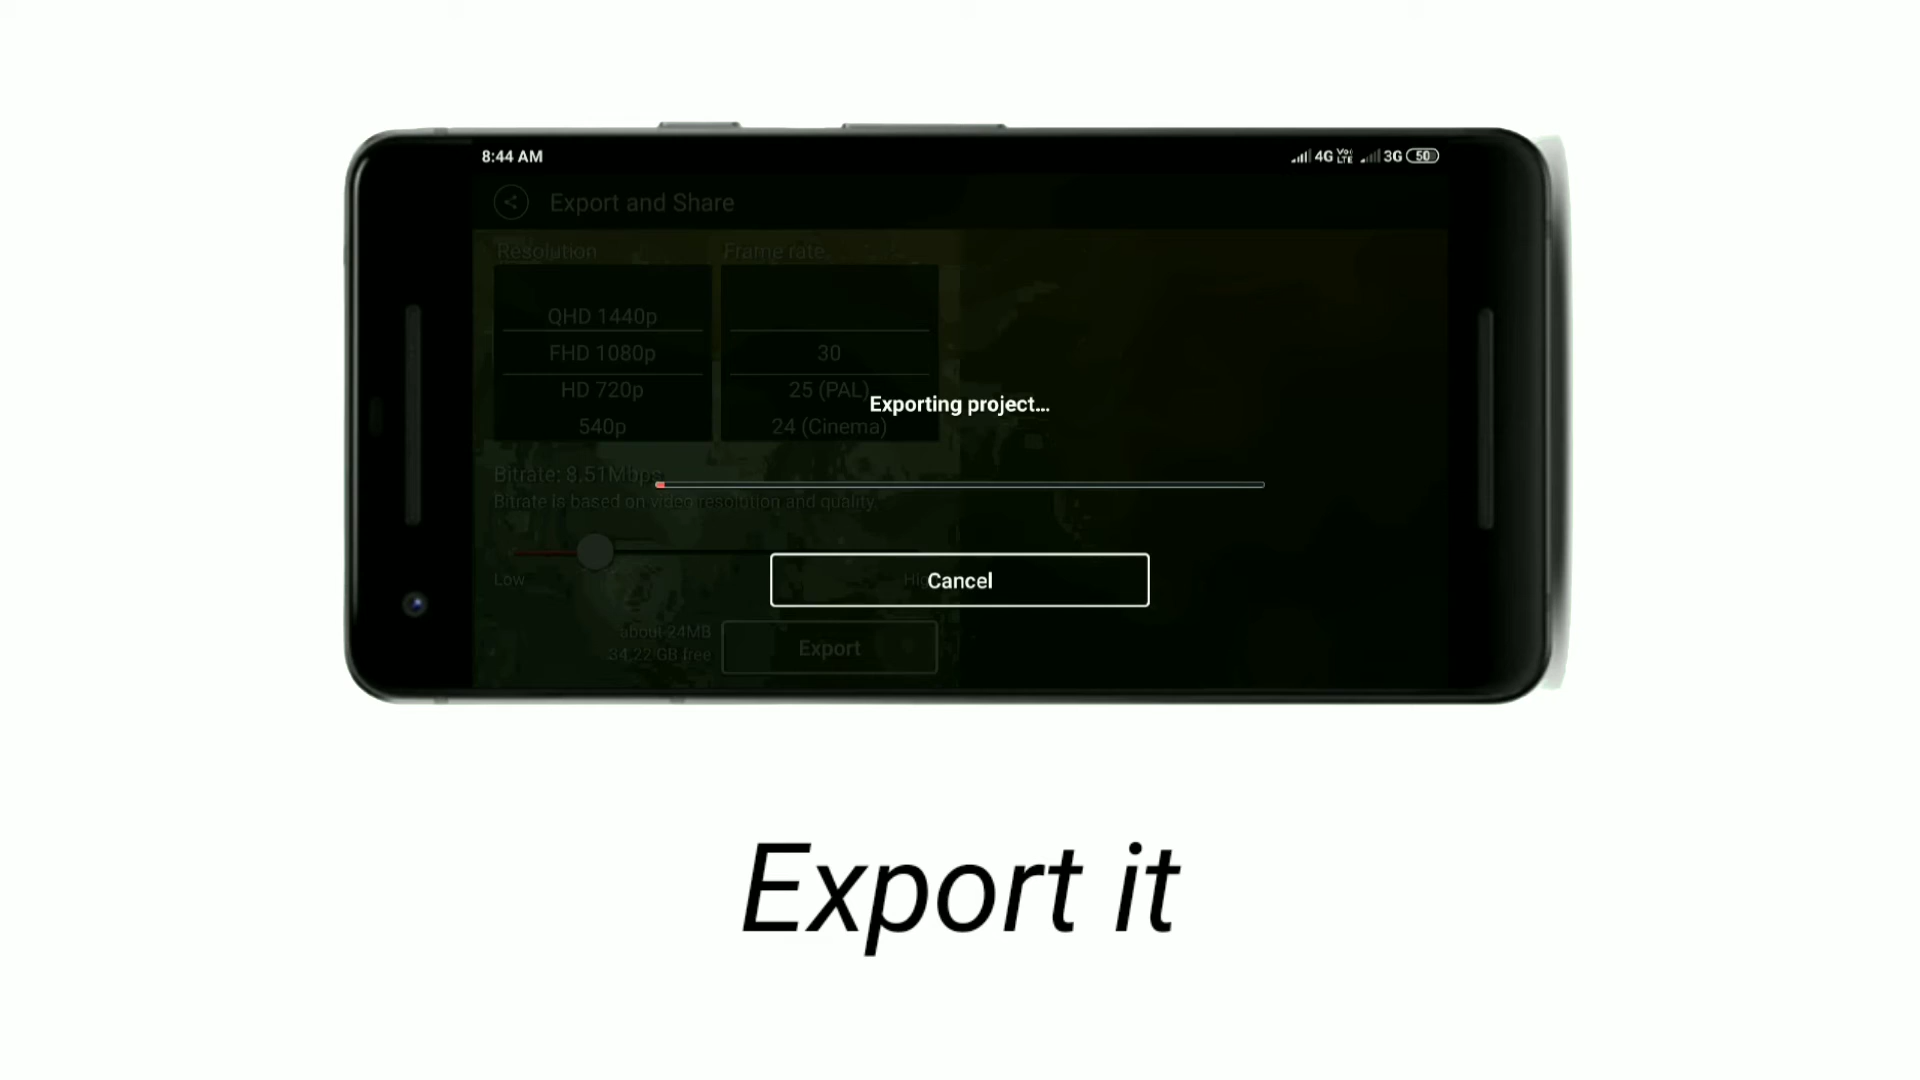 8:44 AM
4G Vo) LTE 3G 50
Export and Share
Resolution
Frame rate
QHD 1440p
FHD 1080p
HD 720p
540p
30
25 (PAL)
24 (Cinema)
Exporting project...
Bitrate: 8.51Mbps
Bitrate is based on video resolution and quality.
Low
Cancel
about 24MB
34.22 GB free
Export
Export it